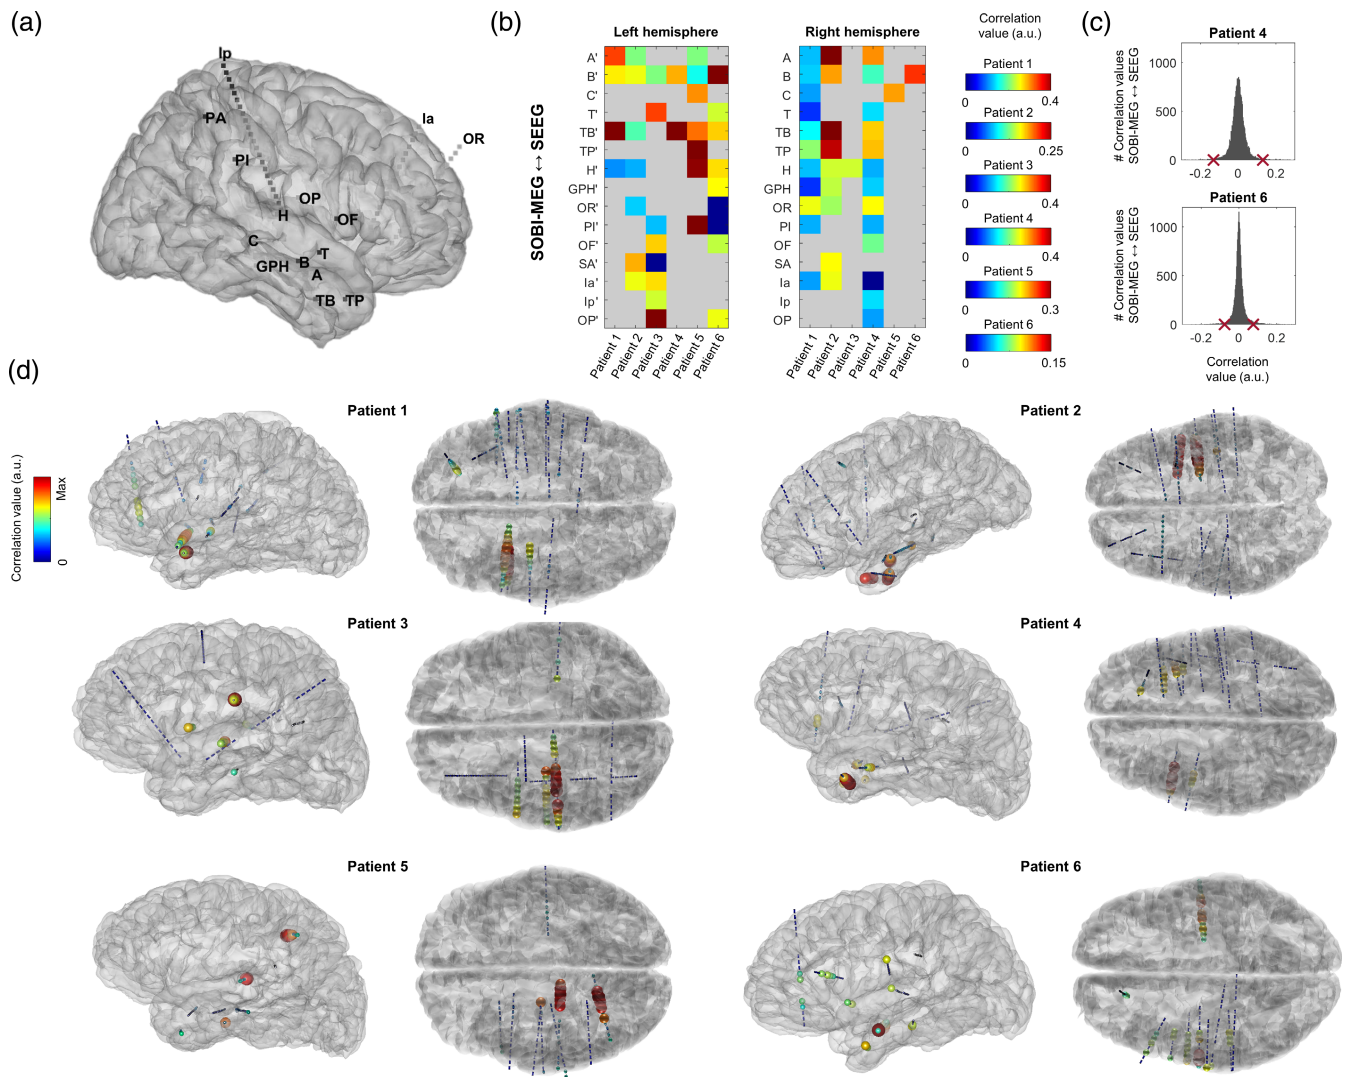 (a)
Ip
PA
Ia
OR
PI
OP
H
OF
C
T
B
GPH
A
TB
TP
(b)
Left hemisphere
Right hemisphere
SOBI-MEG ↔ SEEG
A'
B'
C'
T'
TB'
TP'
H'
GPH'
OR'
PI'
OF'
SA'
Ia'
Ip'
OP'
A
B
C
T
TB
TP
H
GPH
OR
PI
OF
SA
Ia
Ip
OP
Patient 1
Patient 2
Patient 3
Patient 4
Patient 5
Patient 6
Patient 1
Patient 2
Patient 3
Patient 4
Patient 5
Patient 6
Correlation
value (a.u.)
Patient 1
0 0.4
Patient 2
0 0.25
Patient 3
0 0.4
Patient 4
0 0.4
Patient 5
0 0.3
Patient 6
0 0.15
(c)
Patient 4
# Correlation values
SOBI-MEG ↔ SEEG
1000
500
0
-0.2 0 0.2
Patient 6
# Correlation values
SOBI-MEG ↔ SEEG
1000
500
0
-0.2 0 0.2
Correlation
value (a.u.)
(d)
Correlation value (a.u.)
Max
0
Patient 1
Patient 2
Patient 3
Patient 4
Patient 5
Patient 6